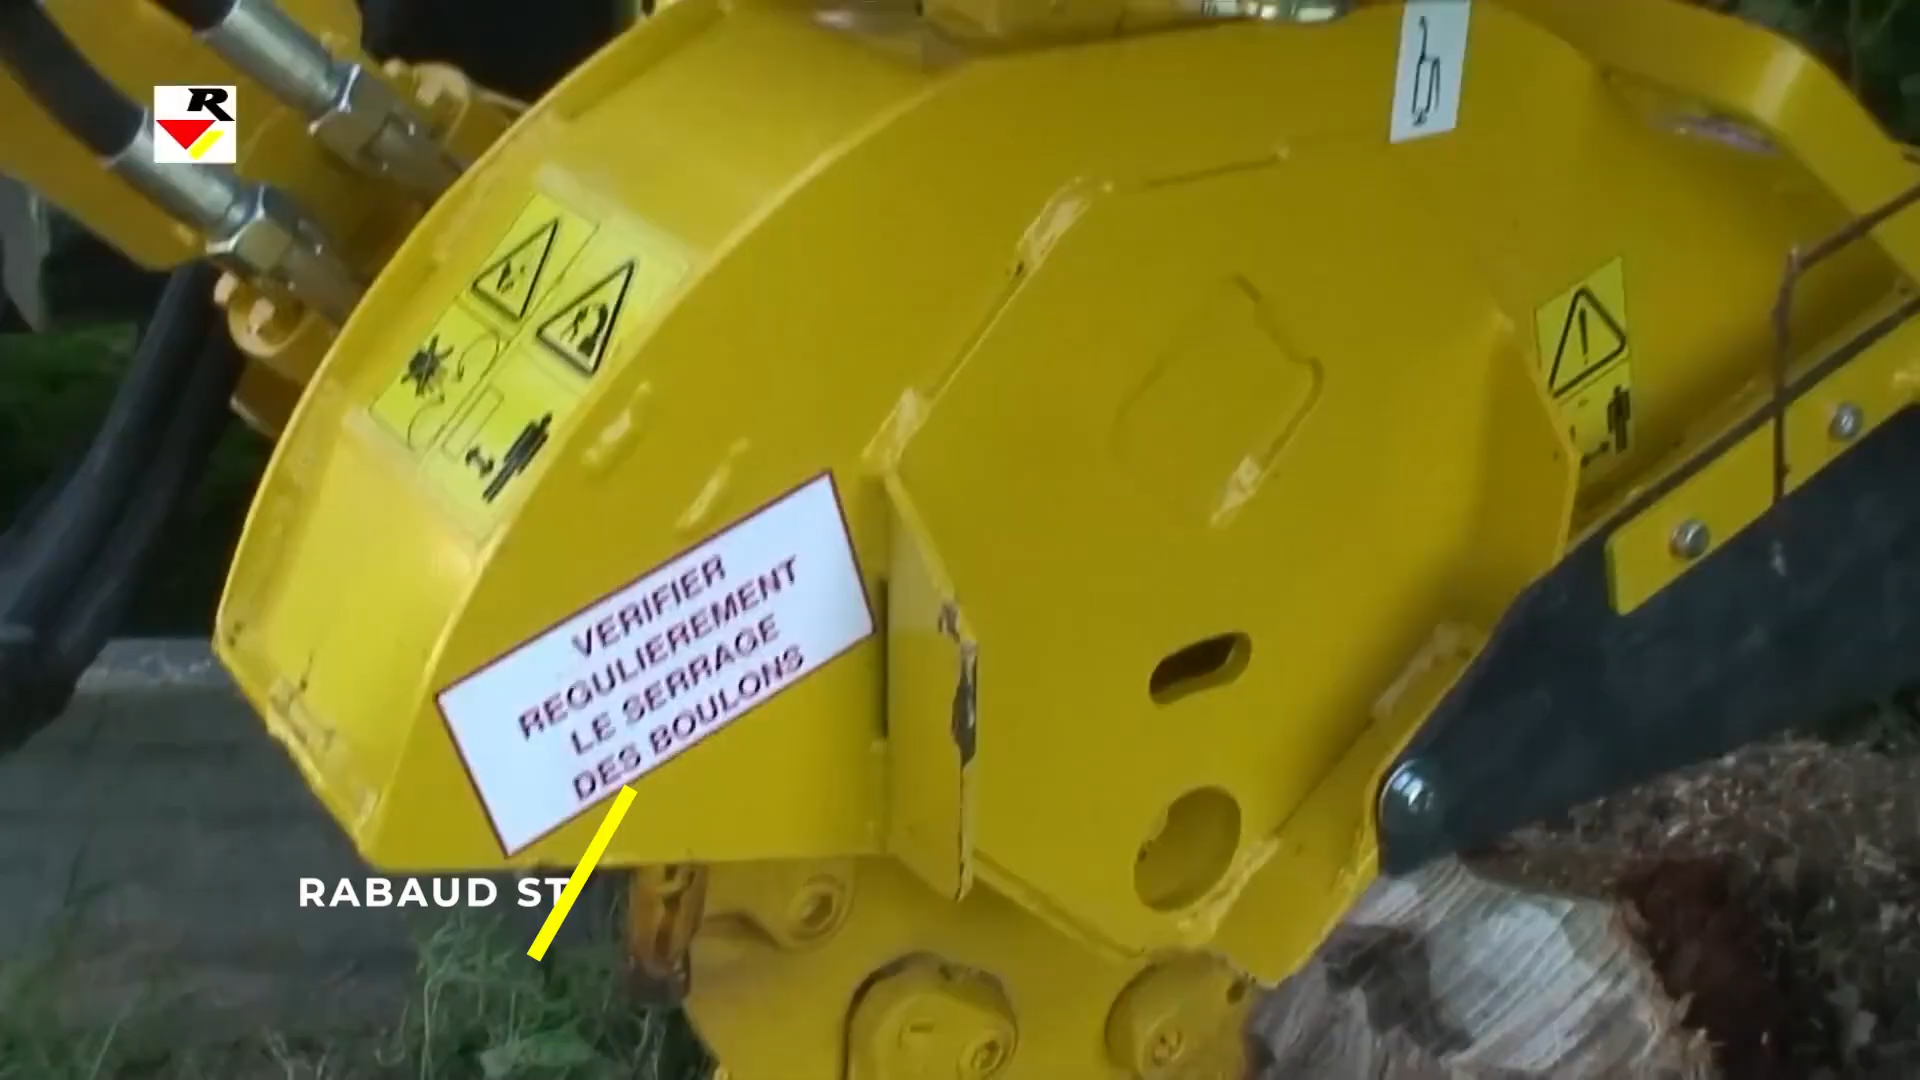 R
VERIFIER
REGULIEREMENT
LE SERRAGE
DES BOULONS
RABAUD ST